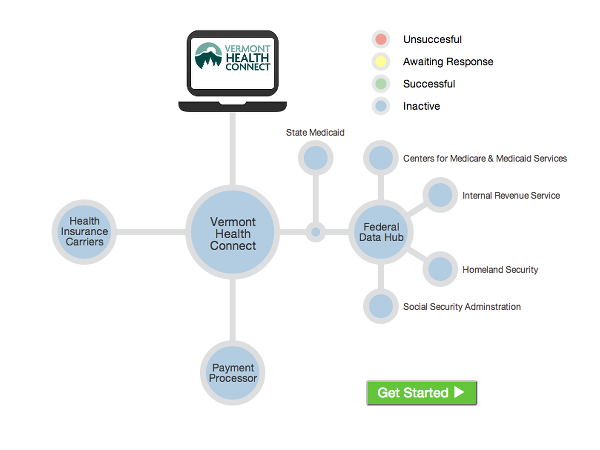 VERMONT
HEALTH
CONNECT
Unsuccesful
Awaiting Response
Successful
Inactive
State Medicaid
Centers for Medicare & Medicaid Services
Internal Revenue Service
Health
Insurance
Carriers
Vermont
Health
Connect
Federal
Data Hub
Homeland Security
Social Security Adminstration
Payment
Processor
Get Started